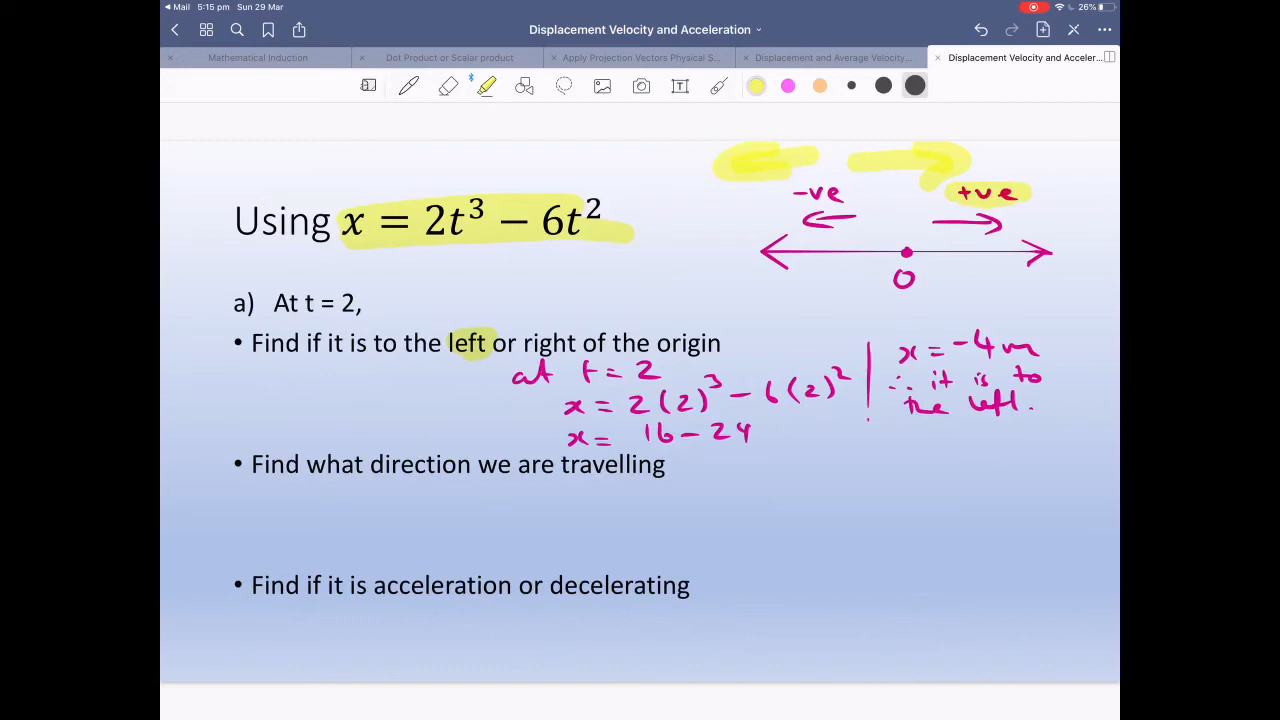 Mail 5:15 pm Sun 29 Mar 26%
Displacement Velocity and Acceleration
Mathematical Induction Dot Product or Scalar product Apply Projection Vectors Physical S... Displacement and Average Velocity... Displacement Velocity and Acceler...
-ve +ve
Using x = 2t³ − 6t²
0
a) At t = 2,
• Find if it is to the left or right of the origin
at t = 2
x = 2(2)³ − 6(2)²
x = 16 − 24
x = -4m
∴ it is to
the left.
• Find what direction we are travelling
• Find if it is acceleration or decelerating